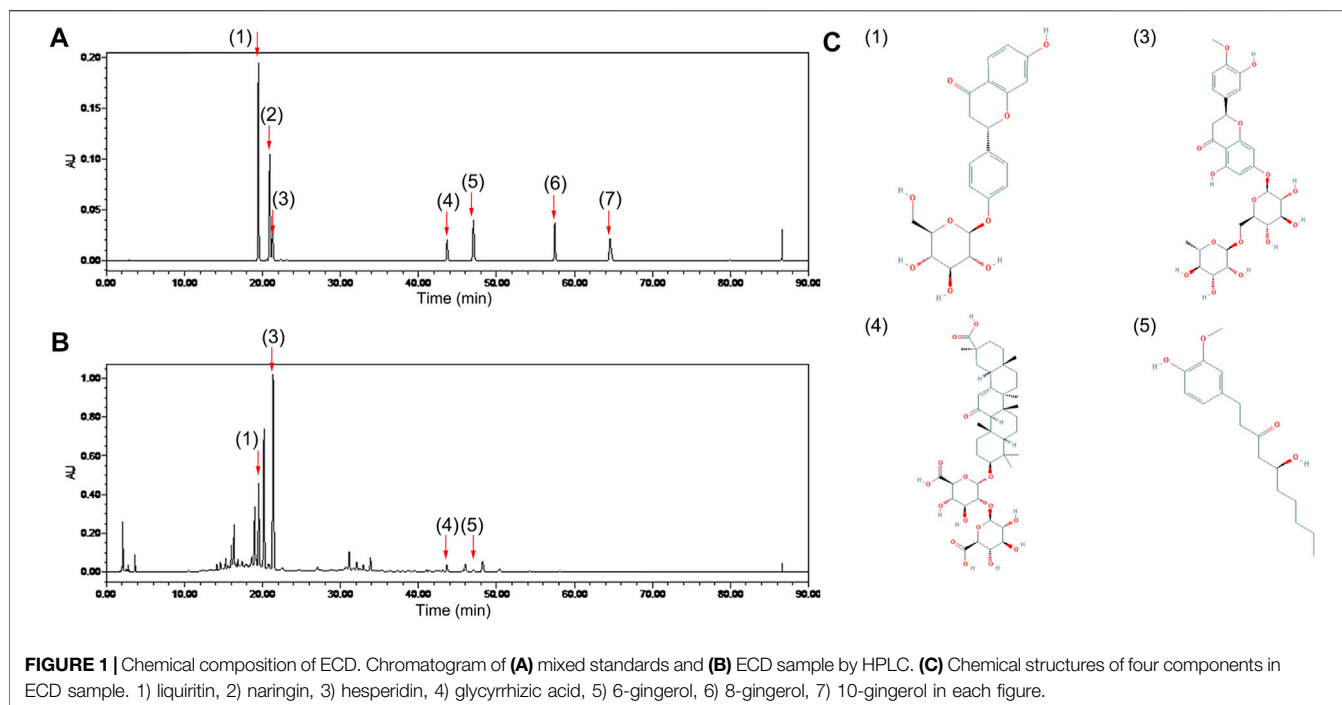 A
(1)
(2)
(3)
(4)
(5)
(6)
(7)
AU
0.20
0.15
0.10
0.05
0.00
0.00 10.00 20.00 30.00 40.00 50.00 60.00 70.00 80.00 90.00
Time (min)
B
(3)
(1)
(4)
(5)
AU
1.00
0.80
0.60
0.40
0.20
0.00
0.00 10.00 20.00 30.00 40.00 50.00 60.00 70.00 80.00 90.00
Time (min)
C
(1)
(3)
(4)
(5)
FIGURE 1 | Chemical composition of ECD. Chromatogram of (A) mixed standards and (B) ECD sample by HPLC. (C) Chemical structures of four components in
ECD sample. 1) liquiritin, 2) naringin, 3) hesperidin, 4) glycyrrhizic acid, 5) 6-gingerol, 6) 8-gingerol, 7) 10-gingerol in each figure.